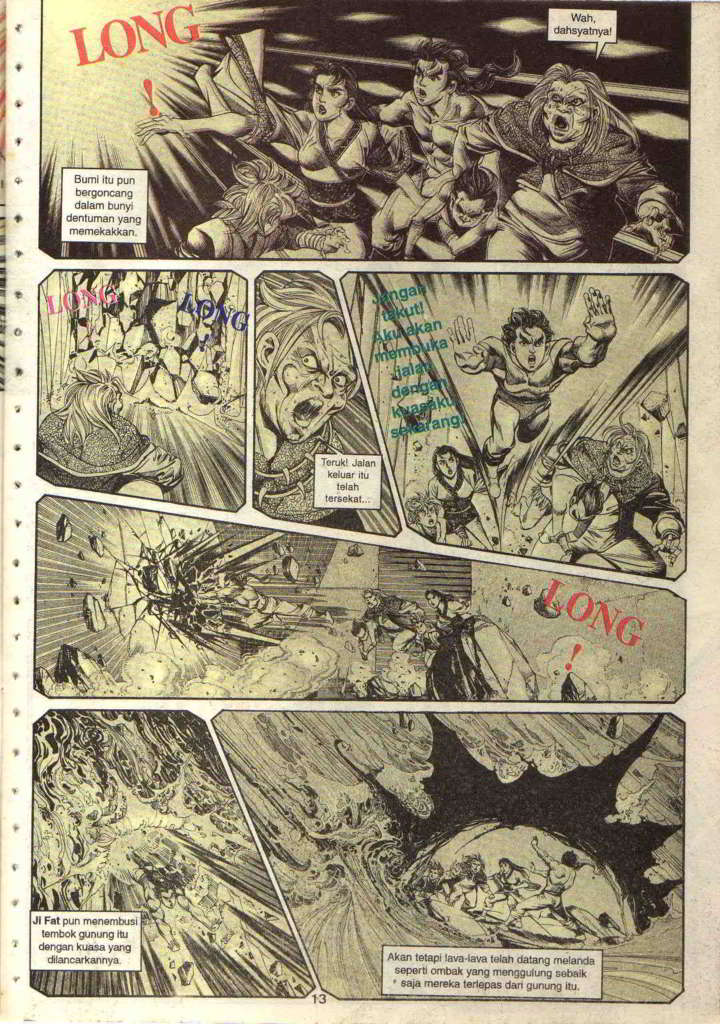 LONG
!
Wah,
dahsyatnya!
Bumi itu pun
bergoncang
dalam bunyi
dentuman yang
memekakkan.
LONG
LONG
!
Teruk! Jalan
keluar itu
telah
tersekat...
Jangan
takut!
Aku akan
membuka
jalan
dengan
kuasaku
sekarang!
LONG
!
Ji Fat pun menembusi
tembok gunung itu
dengan kuasa yang
dilancarkannya.
Akan tetapi lava-lava telah datang melanda
seperti ombak yang menggulung sebaik
saja mereka terlepas dari gunung itu.
13